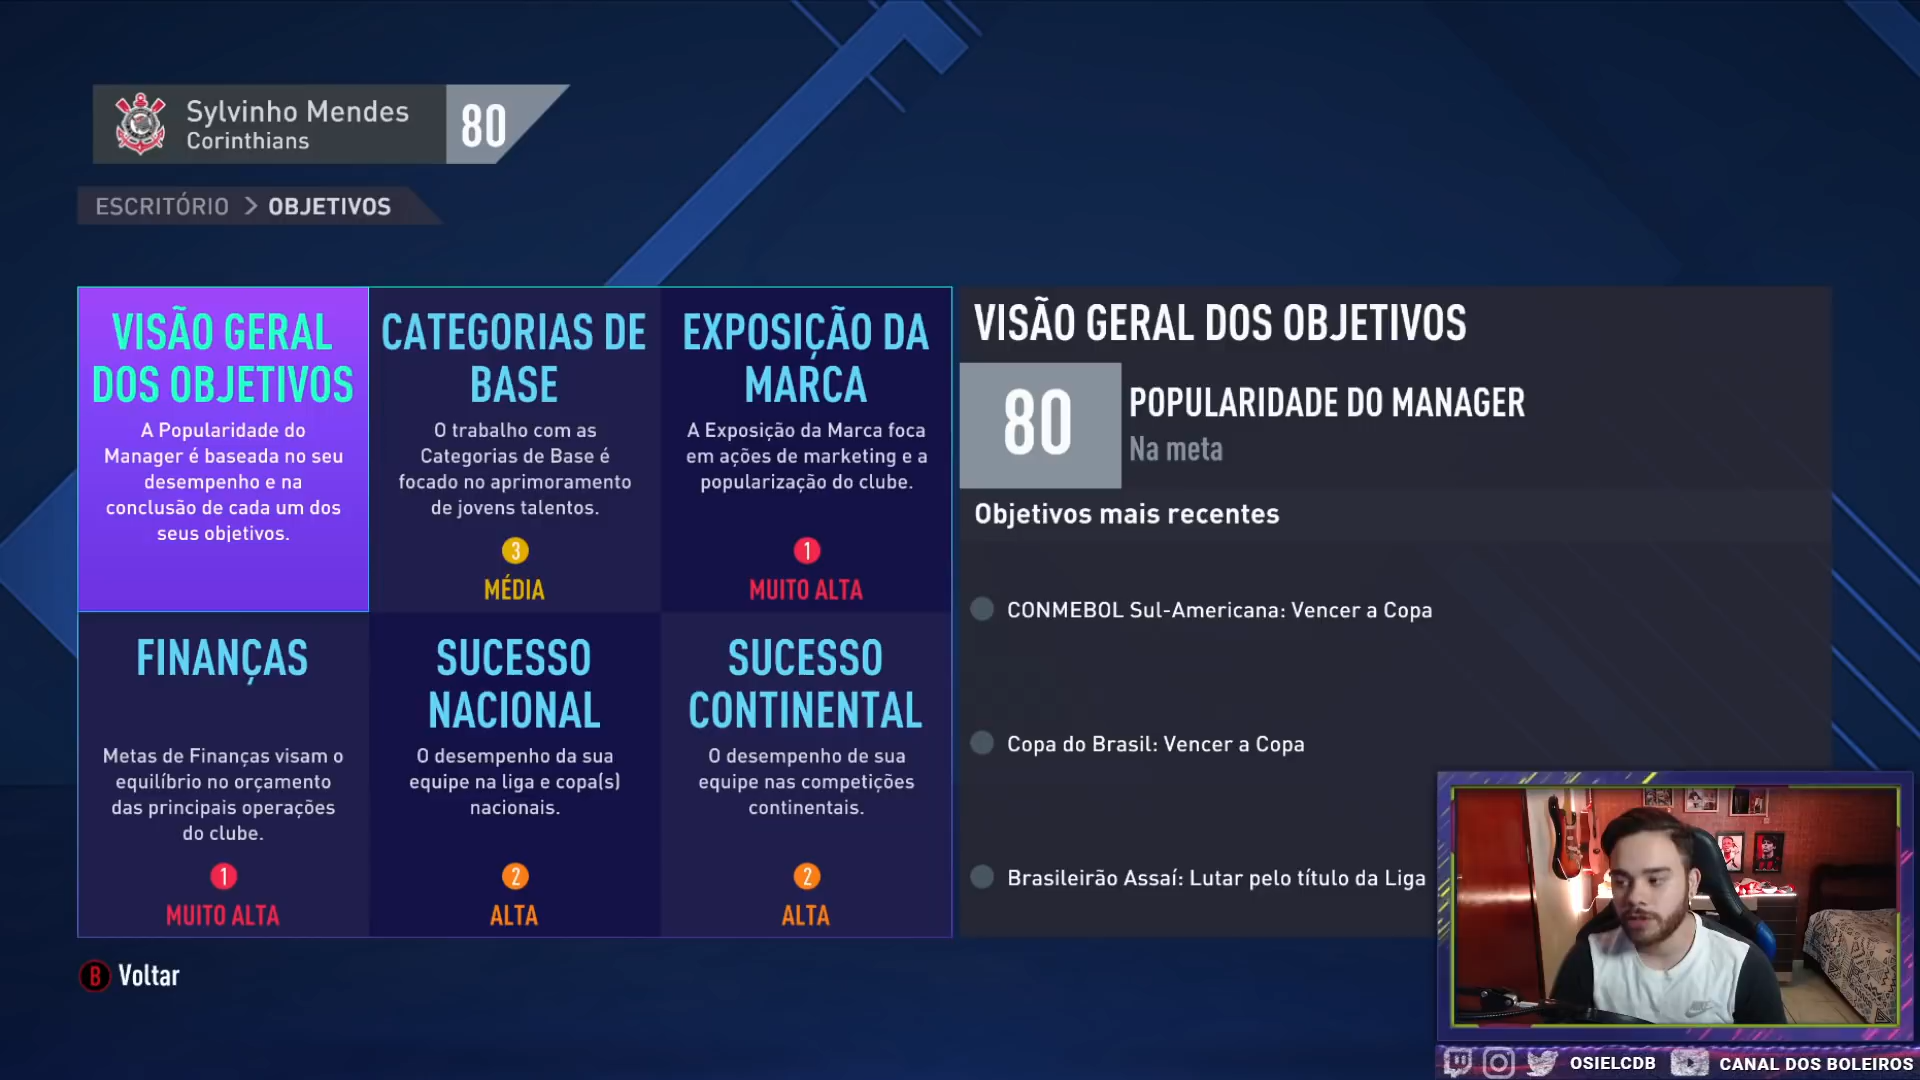 Sylvinho Mendes
Corinthians
80
ESCRITÓRIO > OBJETIVOS
VISÃO GERAL
DOS OBJETIVOS
A Popularidade do
Manager é baseada no seu
desempenho e na
conclusão de cada um dos
seus objetivos.
CATEGORIAS DE
BASE
O trabalho com as
Categorias de Base é
focado no aprimoramento
de jovens talentos.
3
MÉDIA
EXPOSIÇÃO DA
MARCA
A Exposição da Marca foca
em ações de marketing e a
popularização do clube.
1
MUITO ALTA
FINANÇAS
Metas de Finanças visam o
equilíbrio no orçamento
das principais operações
do clube.
1
MUITO ALTA
SUCESSO
NACIONAL
O desempenho da sua
equipe na liga e copa(s)
nacionais.
2
ALTA
SUCESSO
CONTINENTAL
O desempenho de sua
equipe nas competições
continentais.
2
ALTA
VISÃO GERAL DOS OBJETIVOS
80
POPULARIDADE DO MANAGER
Na meta
Objetivos mais recentes
CONMEBOL Sul-Americana: Vencer a Copa
Copa do Brasil: Vencer a Copa
Brasileirão Assaí: Lutar pelo título da Liga
B Voltar
OSIELCDB
CANAL DOS BOLEIROS